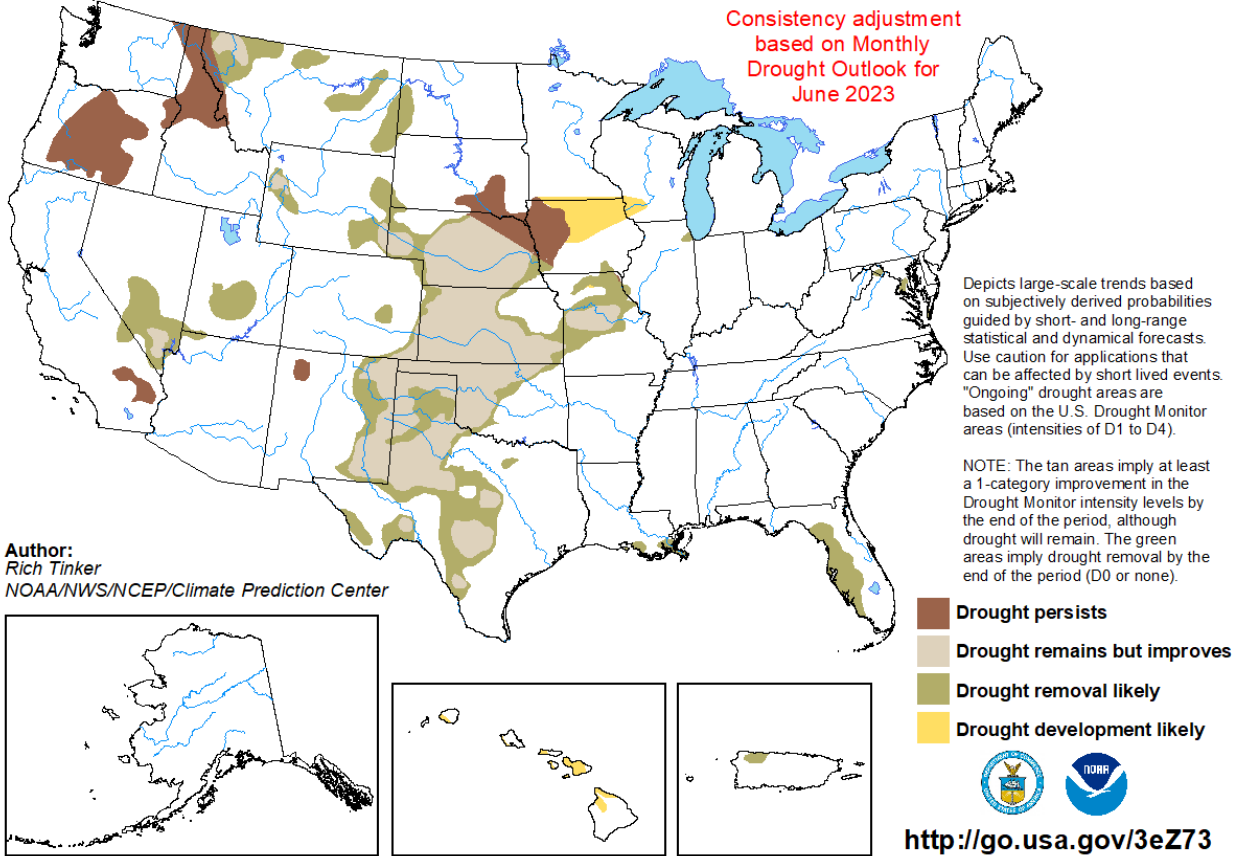 Consistency adjustment
based on Monthly
Drought Outlook for
June 2023
Depicts large-scale trends based
on subjectively derived probabilities
guided by short- and long-range
statistical and dynamical forecasts.
Use caution for applications that
can be affected by short lived events.
"Ongoing" drought areas are
based on the U.S. Drought Monitor
areas (intensities of D1 to D4).
NOTE: The tan areas imply at least
a 1-category improvement in the
Drought Monitor intensity levels by
the end of the period, although
drought will remain. The green
areas imply drought removal by the
end of the period (D0 or none).
Author:
Rich Tinker
NOAA/NWS/NCEP/Climate Prediction Center
Drought persists
Drought remains but improves
Drought removal likely
Drought development likely
NOAA
http://go.usa.gov/3eZ73